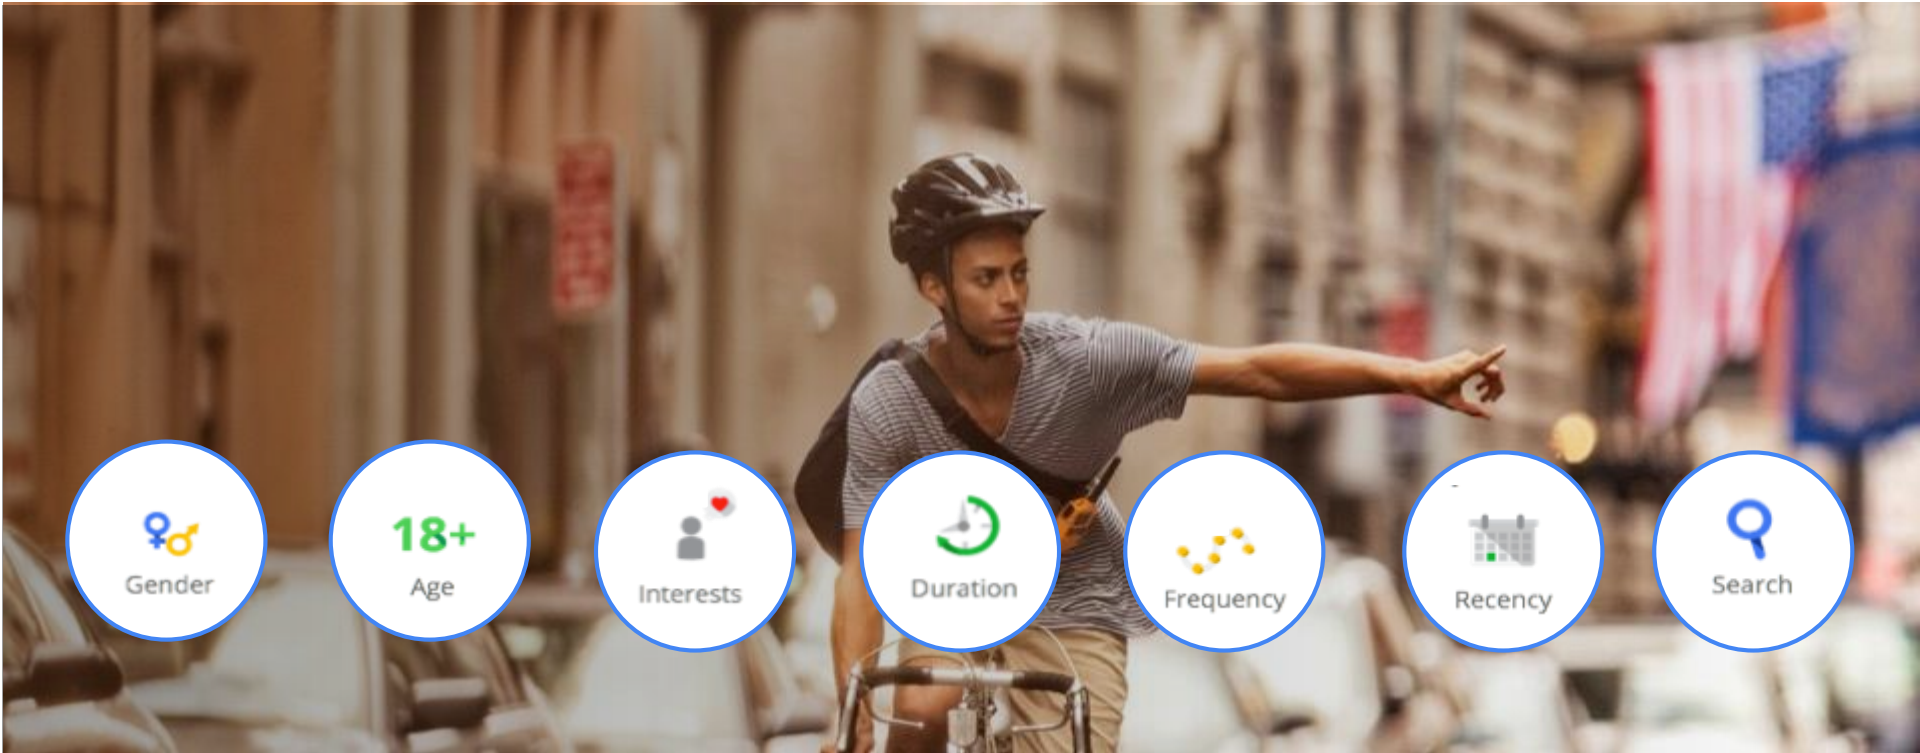 Gender
18+
Age
Interests
Duration
Frequency
Recency
Search